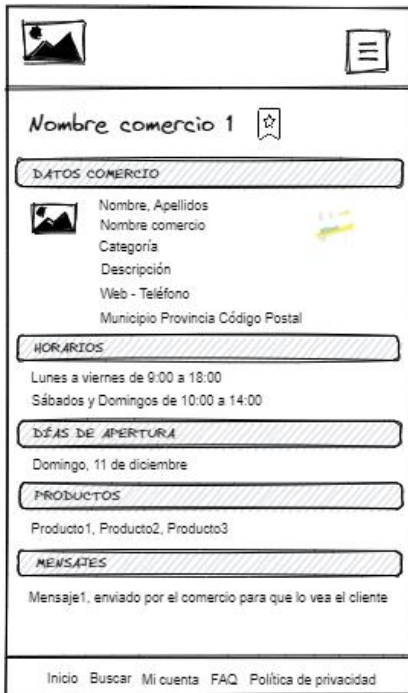 Nombre comercio 1
DATOS COMERCIO
Nombre, Apellidos
Nombre comercio
Categoría
Descripción
Web - Teléfono
Municipio Provincia Código Postal
HORARIOS
Lunes a viernes de 9:00 a 18:00
Sábados y Domingos de 10:00 a 14:00
DÍAS DE APERTURA
Domingo, 11 de diciembre
PRODUCTOS
Producto1, Producto2, Producto3
MENSAJES
Mensaje1, enviado por el comercio para que lo vea el cliente
Inicio Buscar Mi cuenta FAQ Política de privacidad